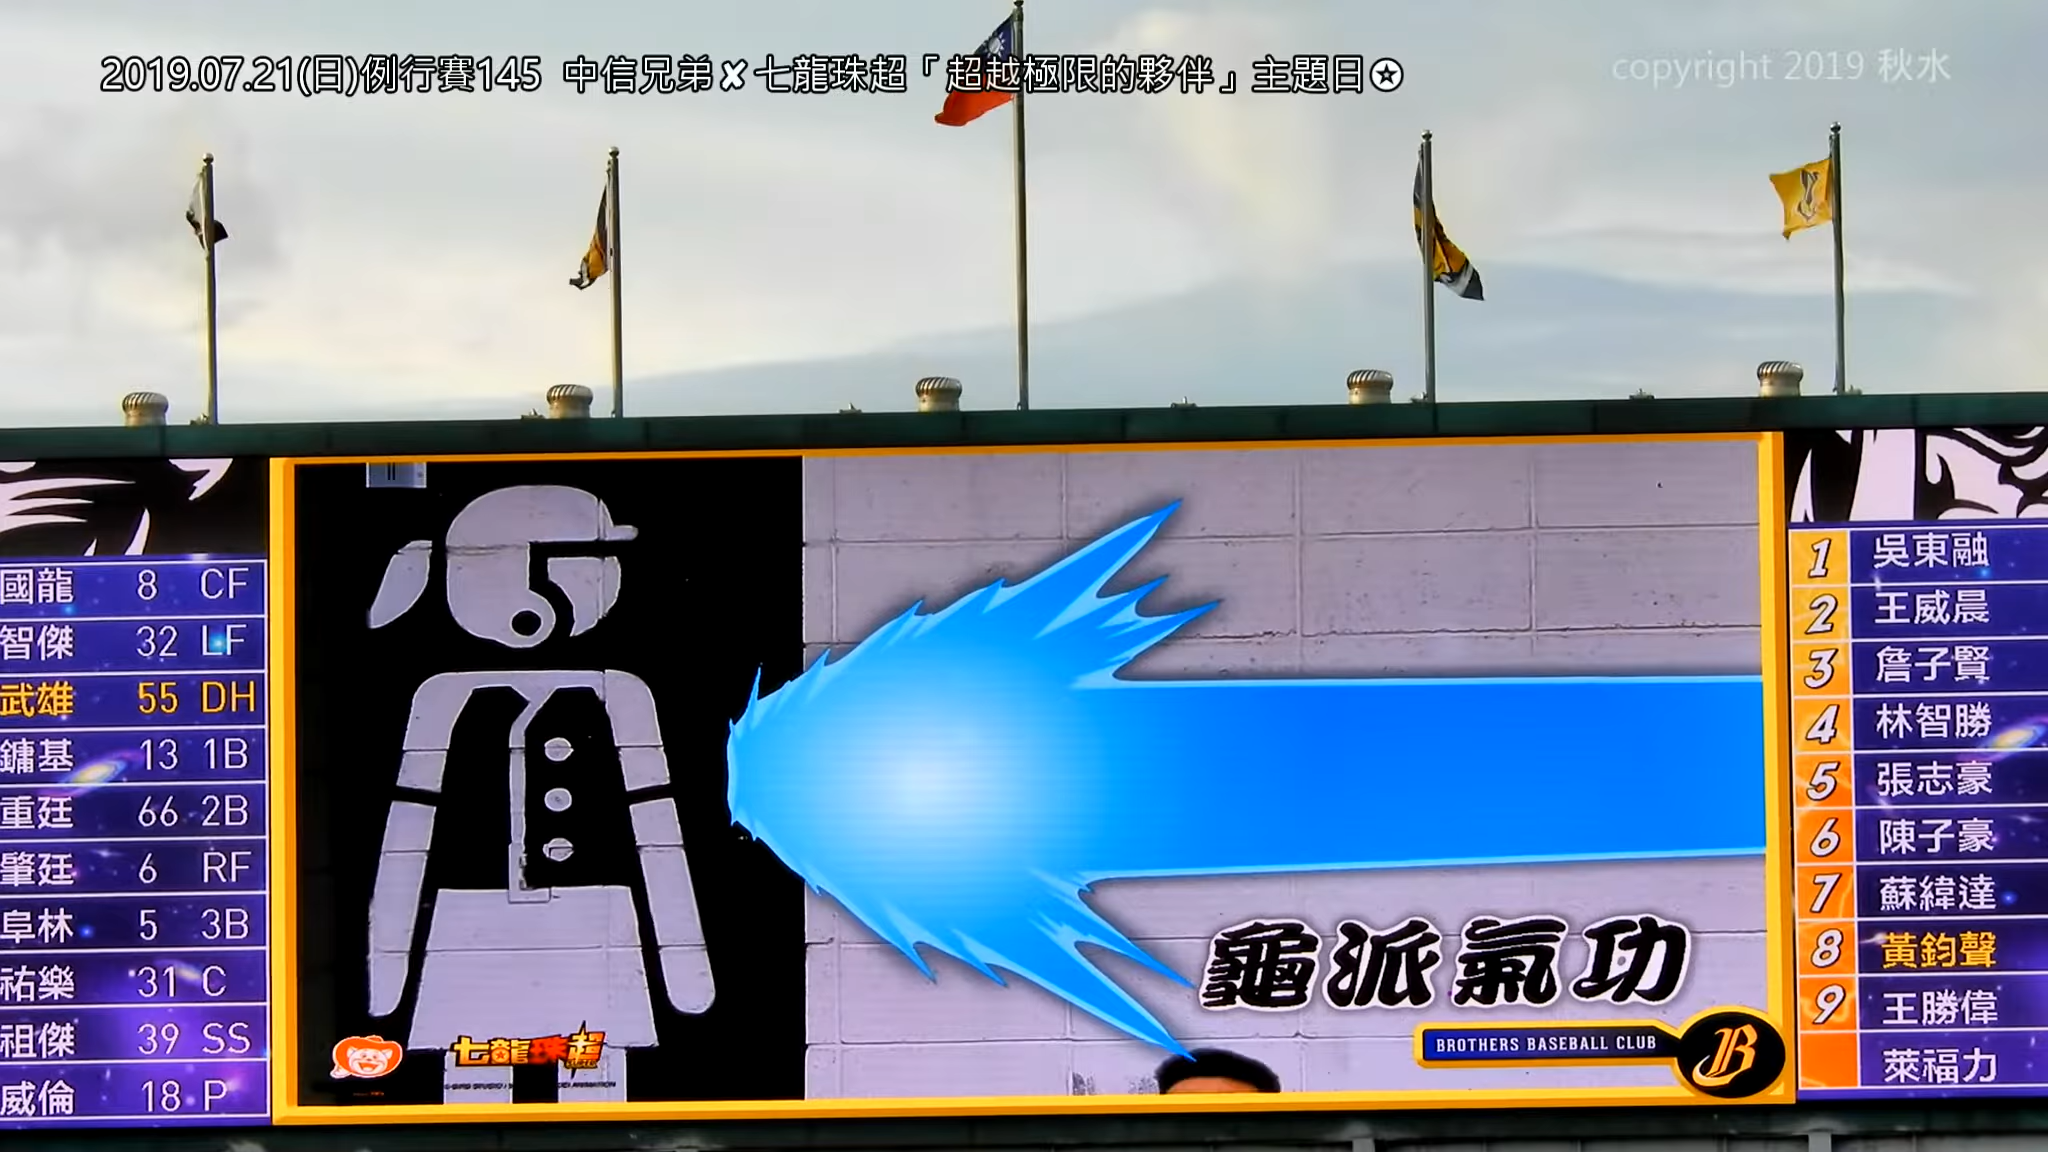 2019.07.21(日)例行賽145 中信兄弟✘七龍珠超「超越極限的夥伴」主題日✪
copyright 2019 秋水
國龍 8 CF
智傑 32 LF
武雄 55 DH
鏞基 13 1B
重廷 66 2B
肇廷 6 RF
阜林 5 3B
祐樂 31 C
祖傑 39 SS
威倫 18 P
龜派氣功
七龍珠超
BROTHERS BASEBALL CLUB
B
1 吳東融
2 王威晨
3 詹子賢
4 林智勝
5 張志豪
6 陳子豪
7 蘇緯達
8 黃鈞聲
9 王勝偉
萊福力